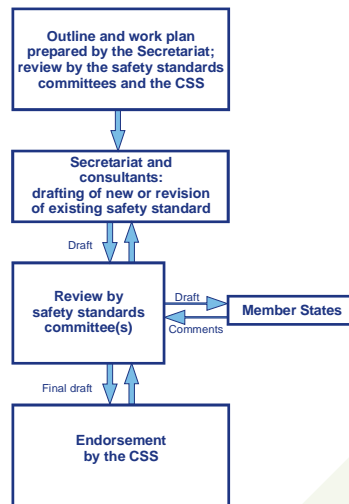 Outline and work plan
prepared by the Secretariat;
review by the safety standards
committees and the CSS
Secretariat and
consultants:
drafting of new or revision
of existing safety standard
Draft
Review by
safety standards
committee(s)
Draft
Comments
Member States
Final draft
Endorsement
by the CSS